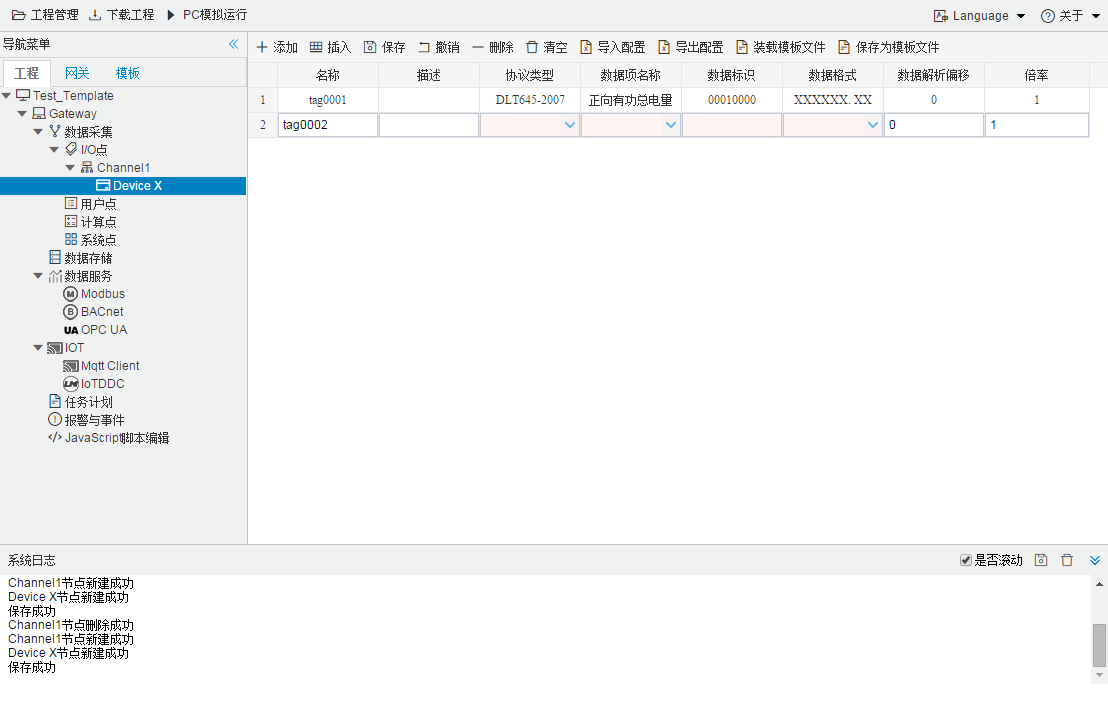 工程管理 下载工程 PC模拟运行 Language 关于
导航菜单
工程 网关 模板
Test_Template
Gateway
数据采集
I/O点
Channel1
Device X
用户点
计算点
系统点
数据存储
数据服务
M Modbus
B BACnet
UA OPC UA
IOT
Mqtt Client
IoTDDC
任务计划
报警与事件
JavaScript脚本编辑
添加 插入 保存 撤销 删除 清空 导入配置 导出配置 装载模板文件 保存为模板文件
名称 描述 协议类型 数据项名称 数据标识 数据格式 数据解析偏移 倍率
1 tag0001 DLT645-2007 正向有功总电量 00010000 XXXXXX. XX 0 1
2 tag0002 0 1
系统日志 是否滚动
Channel1节点新建成功
Device X节点新建成功
保存成功
Channel1节点删除成功
Channel1节点新建成功
Device X节点新建成功
保存成功